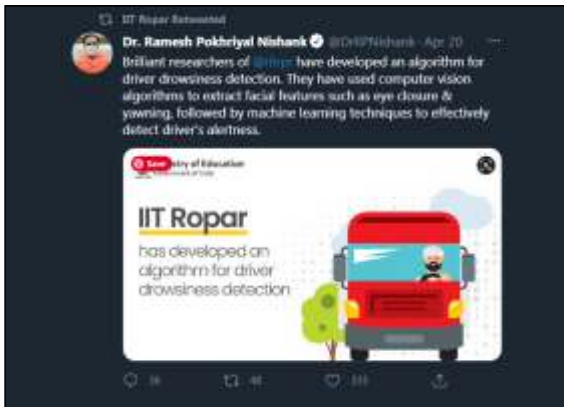 IIT Ropar Retweeted
Dr. Ramesh Pokhriyal Nishank @DrRPNishank · Apr 20
Brilliant researchers of have developed an algorithm for
driver drowsiness detection. They have used computer vision
algorithms to extract facial features such as eye closure &
yawning, followed by machine learning techniques to effectively
detect driver's alertness.
Save
try of Education
IIT Ropar
has developed an
algorithm for driver
drowsiness detection